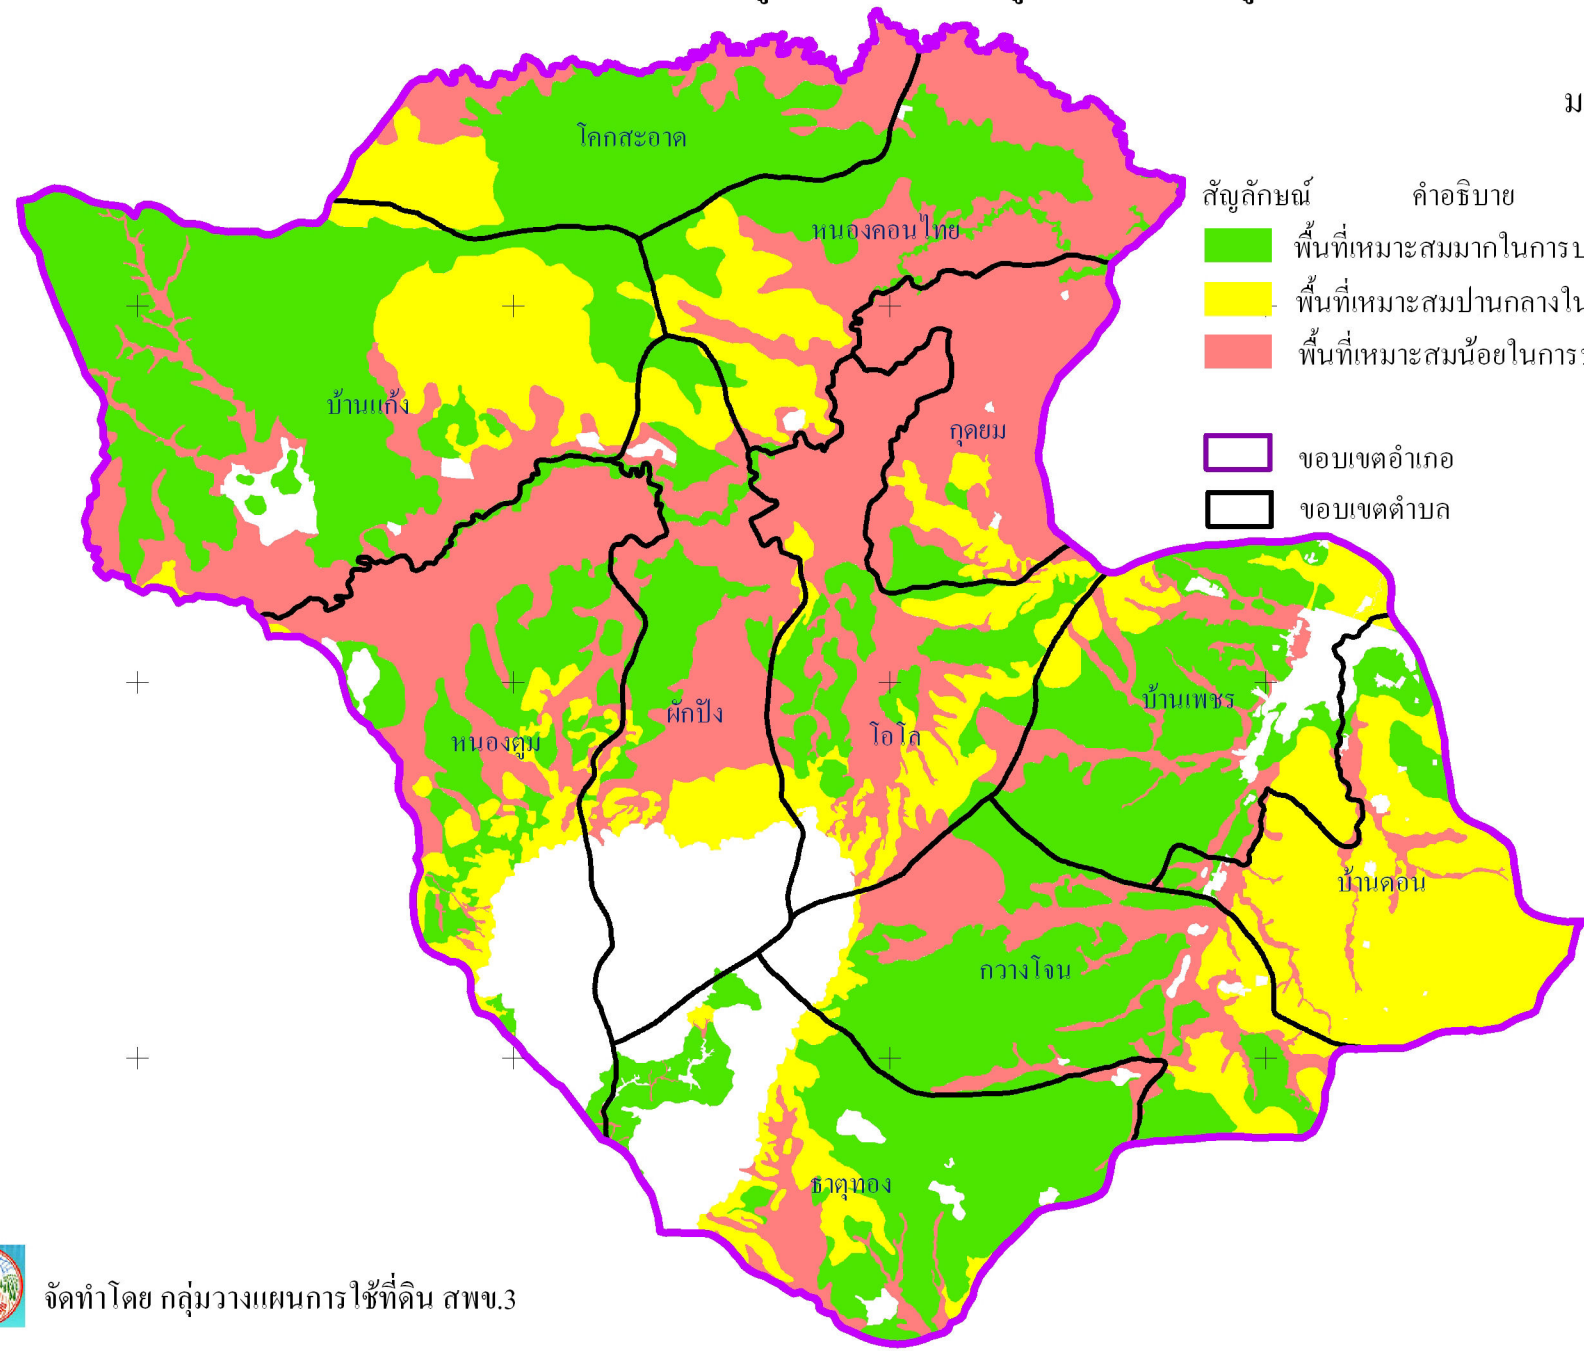 โคกสะอาด
หนองคอนไทย
บ้านแก้ง
กุดยม
ผักปัง
หนองตูม
โอโล
บ้านเพชร
บ้านดอน
กวางโจน
ธาตุทอง
ม
สัญลักษณ์ คำอธิบาย
พื้นที่เหมาะสมมากในการป
พื้นที่เหมาะสมปานกลางใน
พื้นที่เหมาะสมน้อยในการ
ขอบเขตอำเภอ
ขอบเขตตำบล
จัดทำโดย กลุ่มวางแผนการใช้ที่ดิน สพข.3